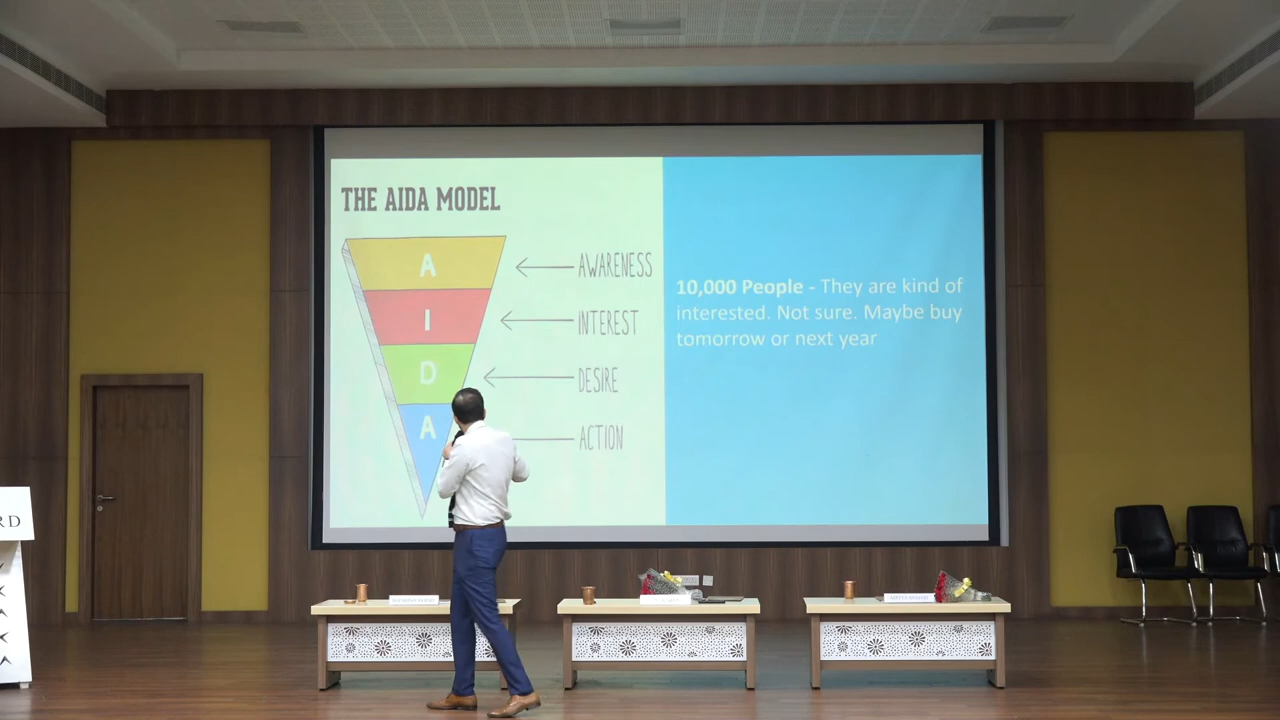 THE AIDA MODEL
A
AWARENESS
I
INTEREST
D
DESIRE
A
ACTION
10,000 People - They are kind of
interested. Not sure. Maybe buy
tomorrow or next year
RD